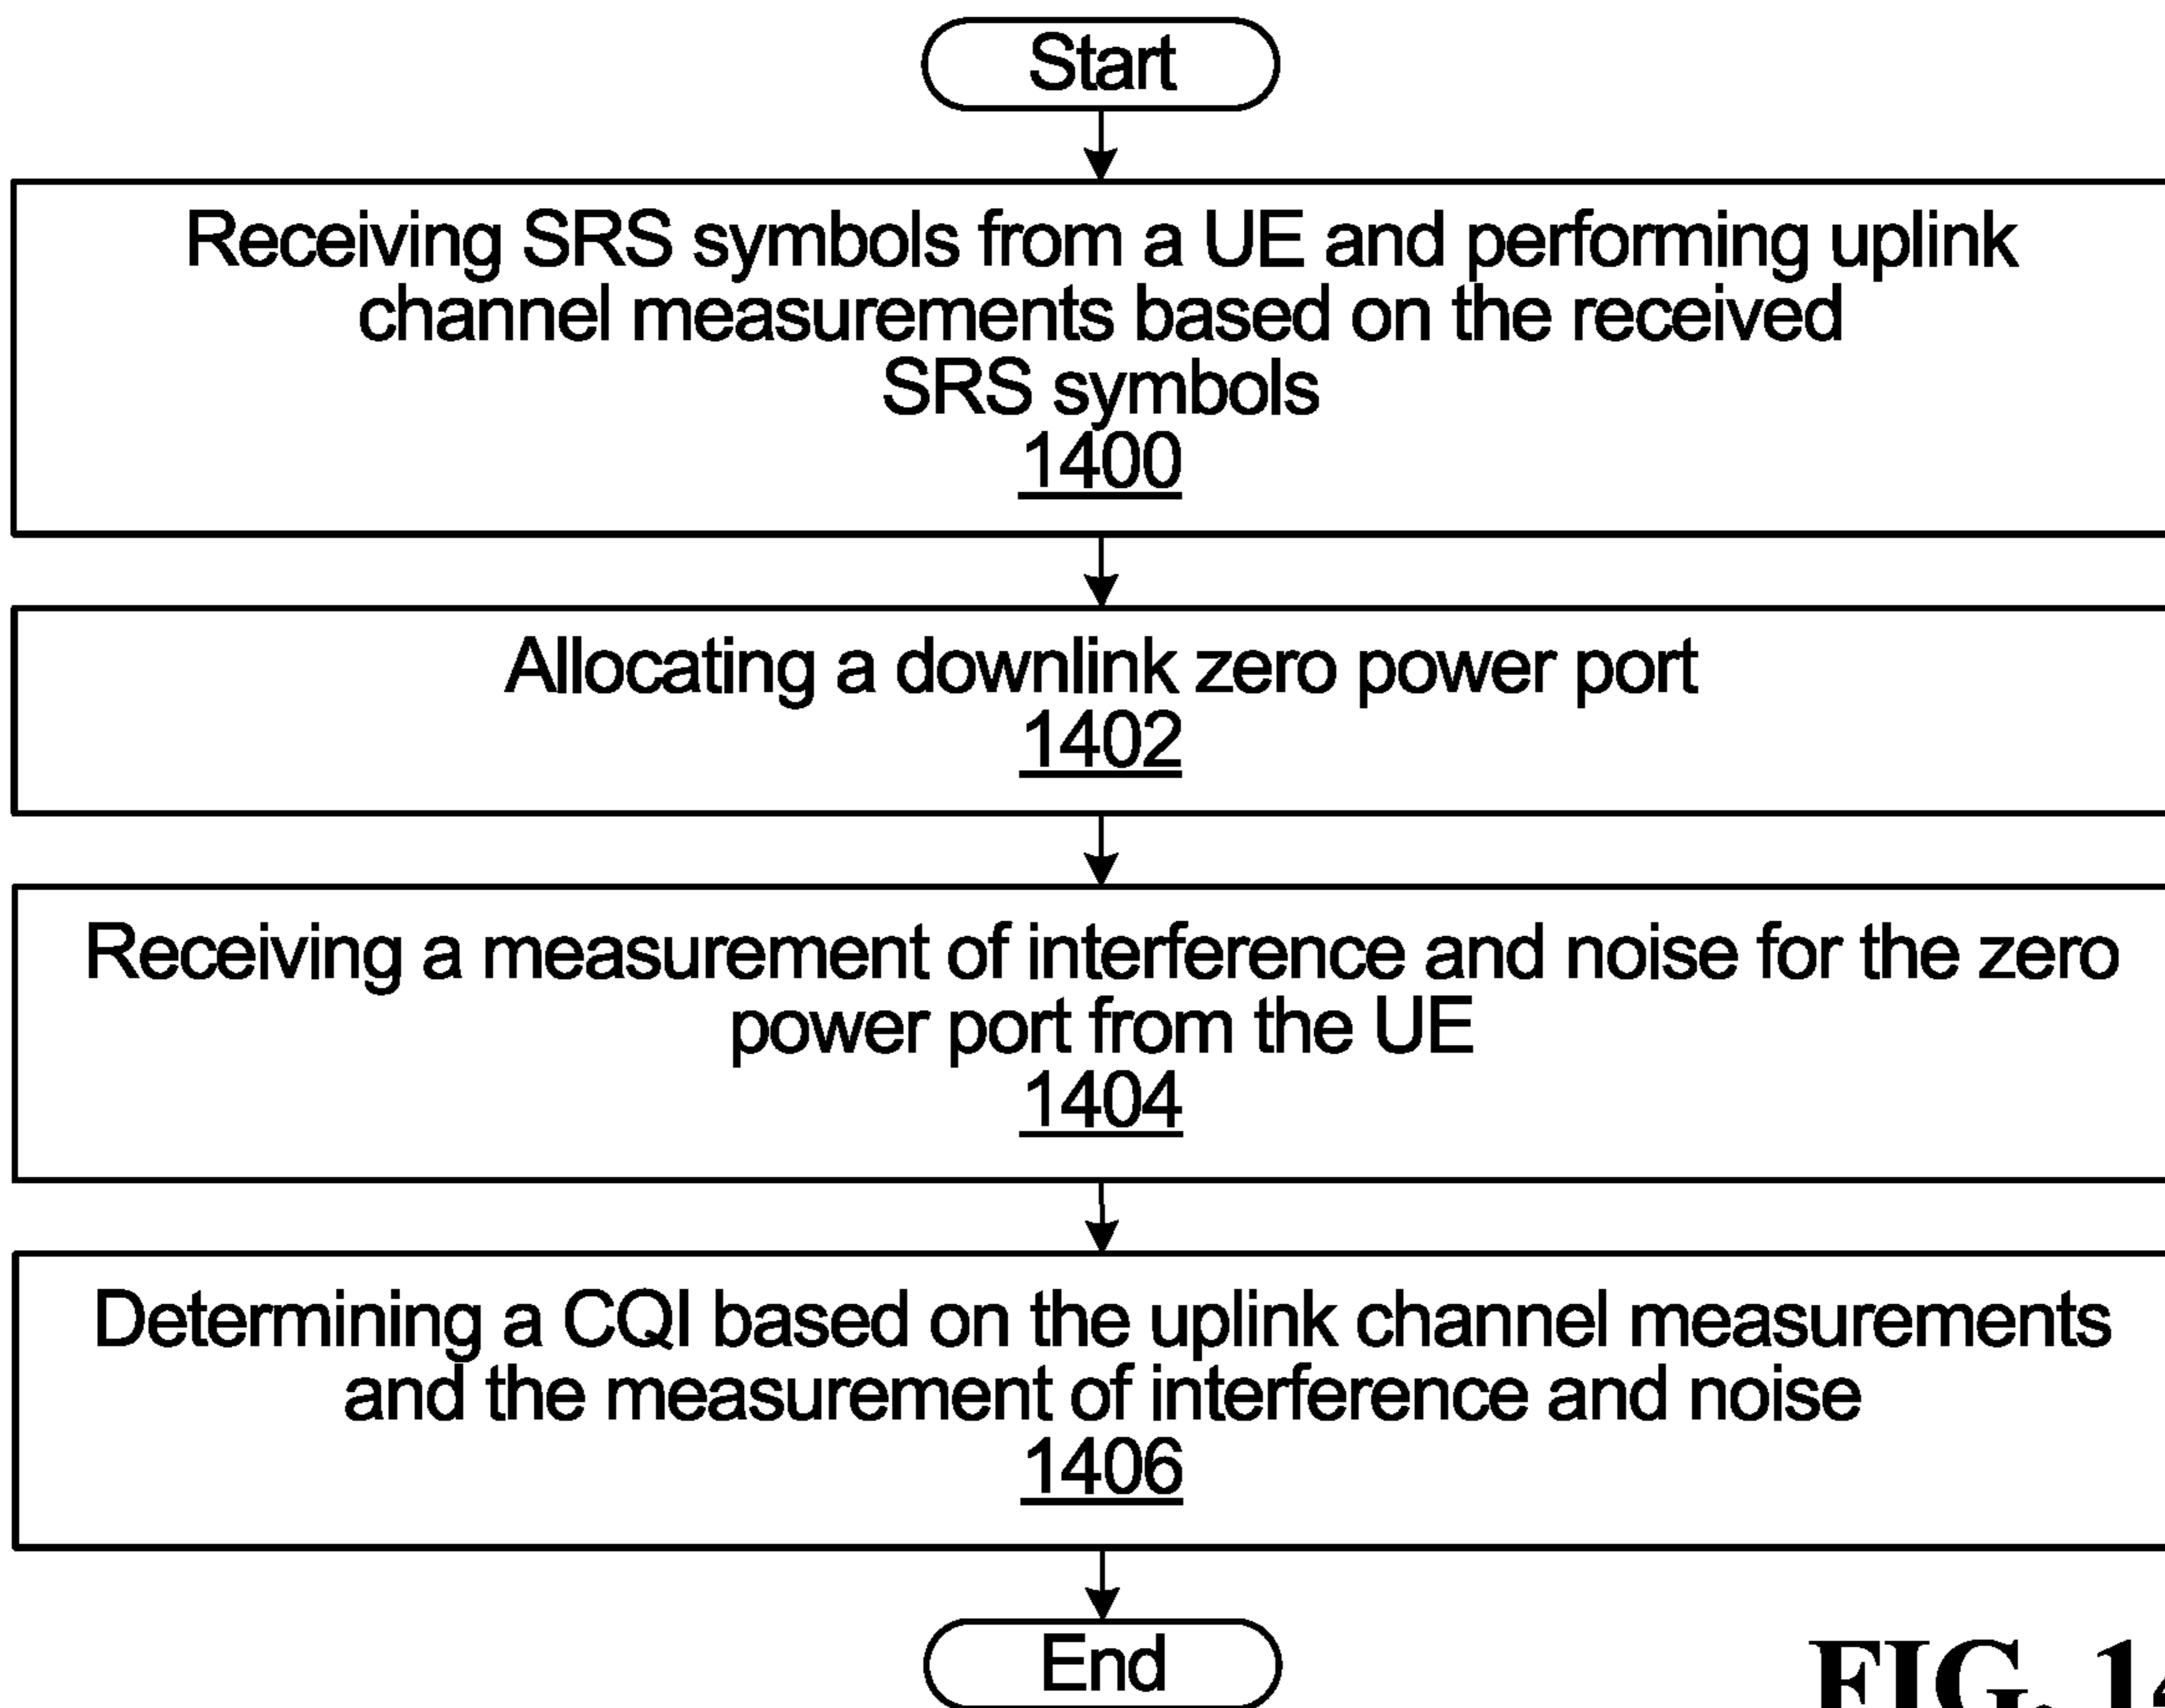 Start
Receiving SRS symbols from a UE and performing uplink
channel measurements based on the received
SRS symbols
1400
Allocating a downlink zero power port
1402
Receiving a measurement of interference and noise for the zero
power port from the UE
1404
Determining a CQI based on the uplink channel measurements
and the measurement of interference and noise
1406
End
FIG. 14